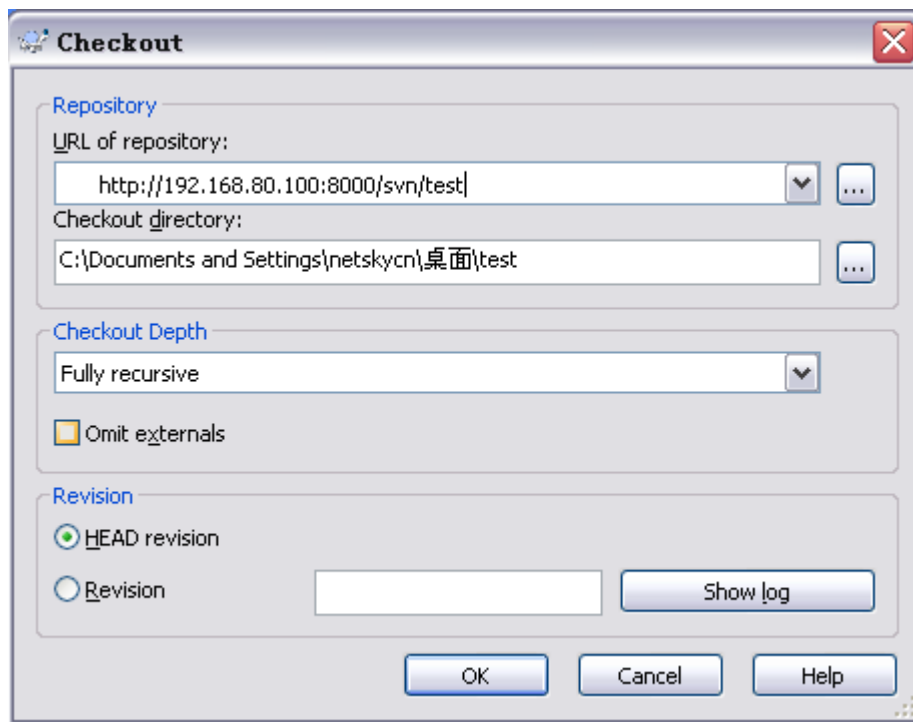 Checkout
Repository
URL of repository:
http://192.168.80.100:8000/svn/test
...
Checkout directory:
C:\Documents and Settings\netskycn\桌面\test
...
Checkout Depth
Fully recursive
Omit externals
Revision
HEAD revision
Revision
Show log
OK Cancel Help